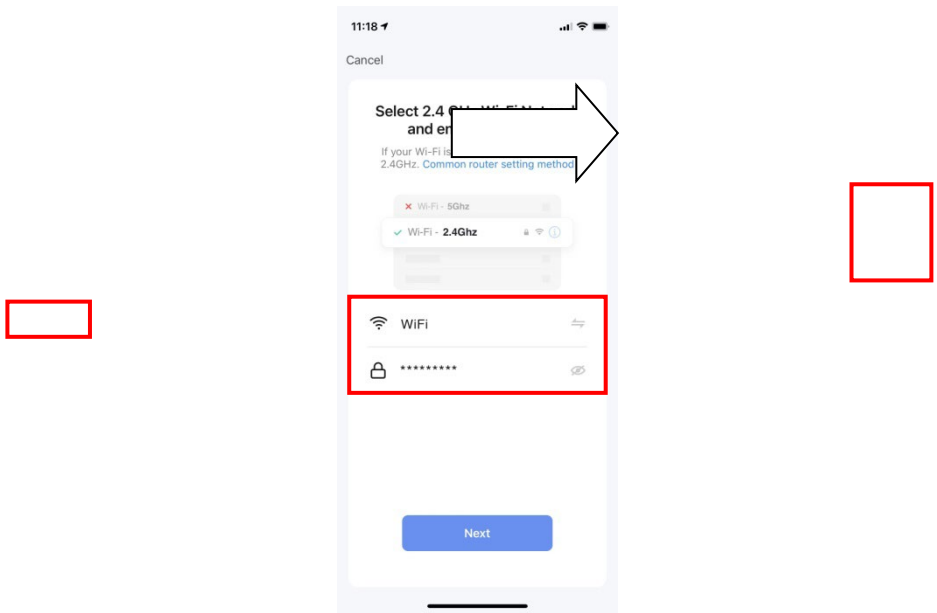 11:18
Cancel
Select 2.4
and
If your Wi-Fi is
2.4GHz. Common router setting method
Wi-Fi - 5Ghz
Wi-Fi - 2.4Ghz
WiFi
*********
Next